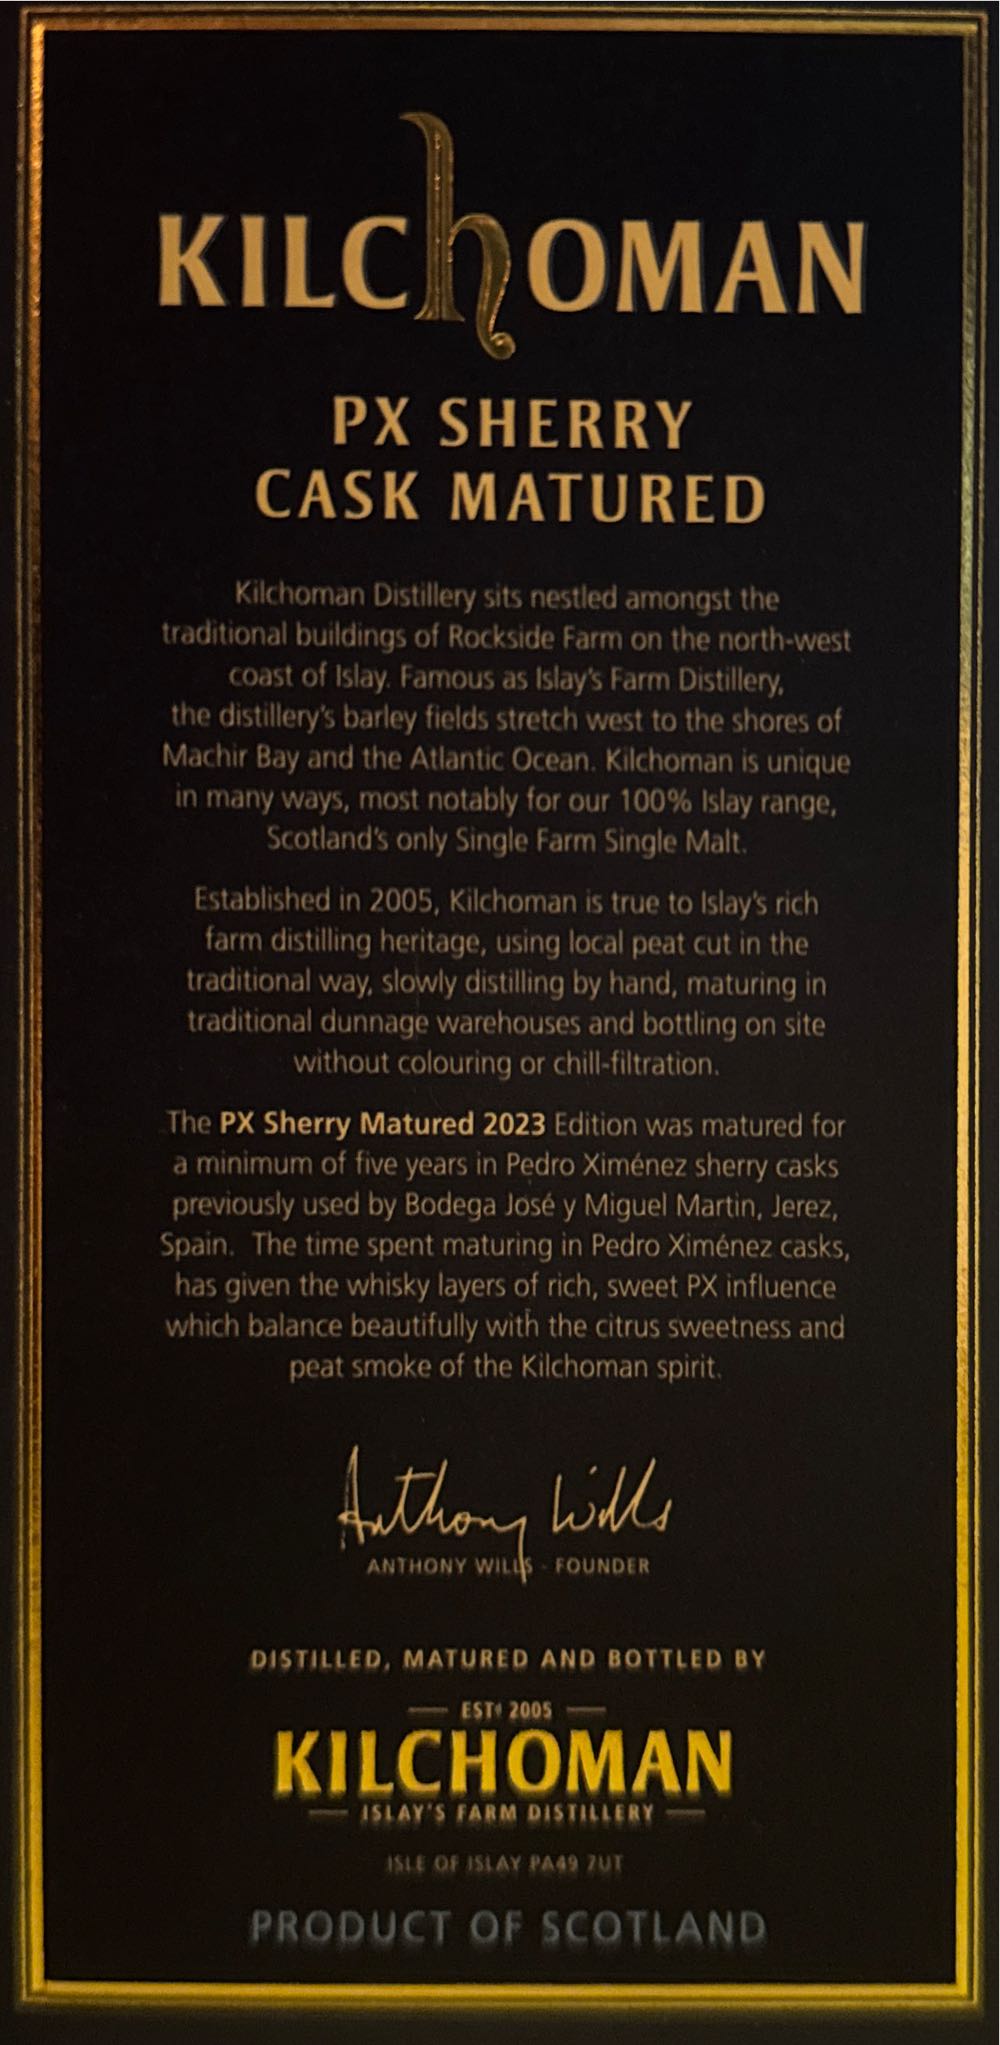 KILChOMAN
PX SHERRY
CASK MATURED
Kilchoman Distillery sits nestled amongst the
traditional buildings of Rockside Farm on the north-west
coast of Islay. Famous as Islay's Farm Distillery,
the distillery's barley fields stretch west to the shores of
Machir Bay and the Atlantic Ocean. Kilchoman is unique
in many ways, most notably for our 100% Islay range,
Scotland's only Single Farm Single Malt.
Established in 2005, Kilchoman is true to Islay's rich
farm distilling heritage, using local peat cut in the
traditional way, slowly distilling by hand, maturing in
traditional dunnage warehouses and bottling on site
without colouring or chill-filtration.
The PX Sherry Matured 2023 Edition was matured for
a minimum of five years in Pedro Ximénez sherry casks
previously used by Bodega José y Miguel Martin, Jerez,
Spain. The time spent maturing in Pedro Ximénez casks,
has given the whisky layers of rich, sweet PX influence
which balance beautifully with the citrus sweetness and
peat smoke of the Kilchoman spirit.
Anthony Wills
ANTHONY WILLS - FOUNDER
DISTILLED, MATURED AND BOTTLED BY
ESTd 2005
KILCHOMAN
ISLAY'S FARM DISTILLERY
ISLE OF ISLAY PA49 7UT
PRODUCT OF SCOTLAND